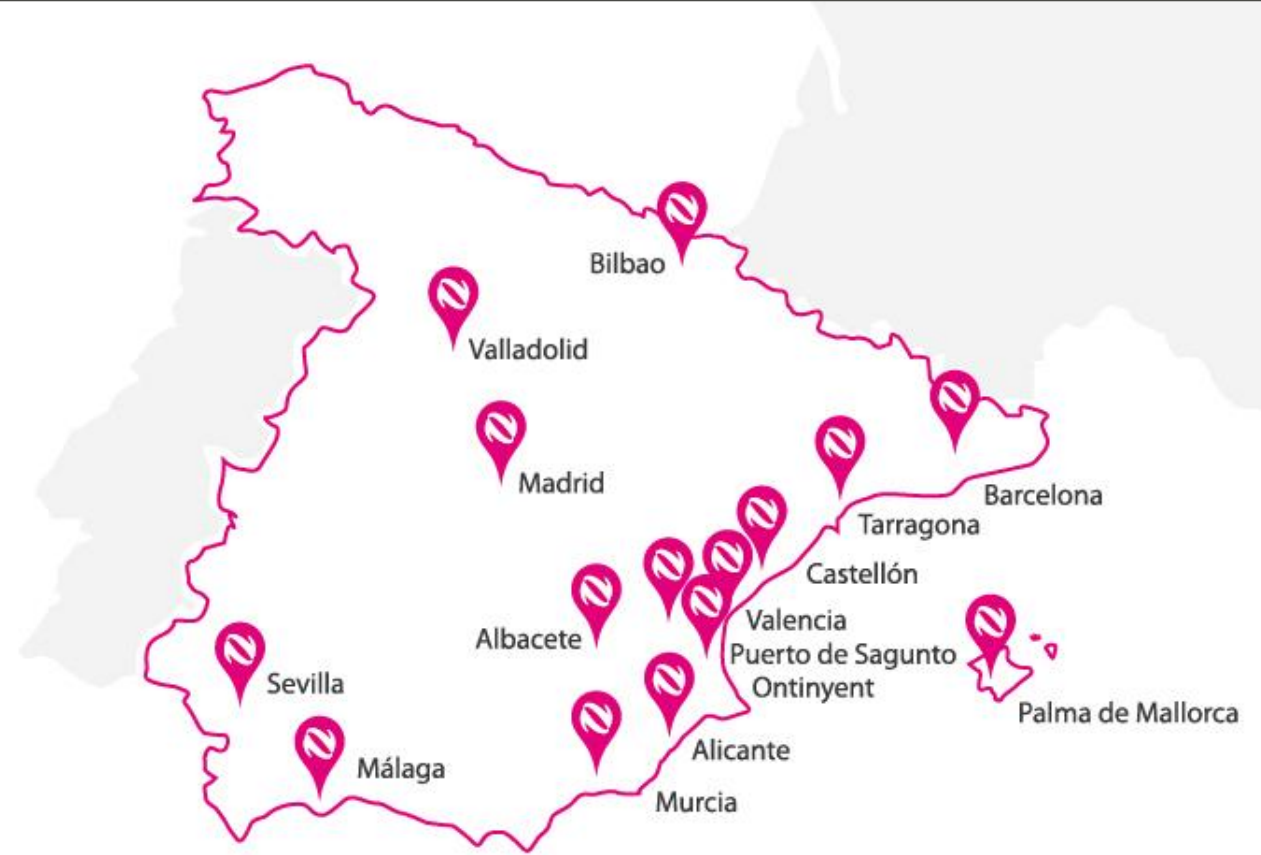 Bilbao
Valladolid
Madrid
Barcelona
Tarragona
Castellón
Valencia
Albacete
Puerto de Sagunto
Sevilla
Ontinyent
Palma de Mallorca
Alicante
Málaga
Murcia